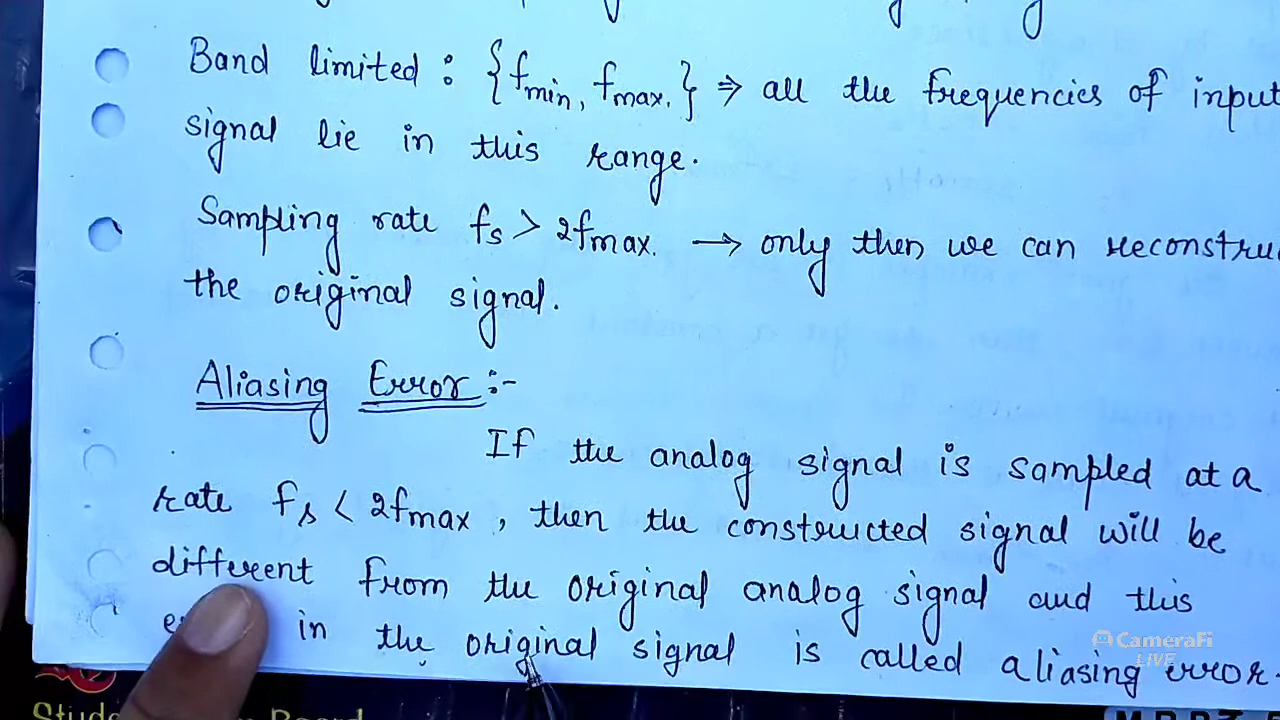 Band limited : {fmin, fmax.} ⇒ all the frequencies of input
signal lie in this range.
Sampling rate fs > 2fmax. → only then we can reconstru
the original signal.
Aliasing Error :-
If the analog signal is sampled at a
rate fs < 2fmax, then the constructed signal will be
different from the original analog signal and this
in the original signal is called aliasing error.
CameraFi
LIVE
Board